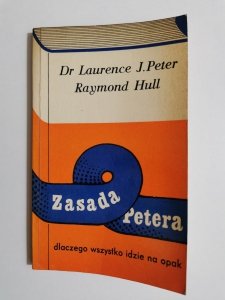 Dr Laurence J. Peter
Raymond Hull
Zasada
Petera
dlaczego wszystko idzie na opak